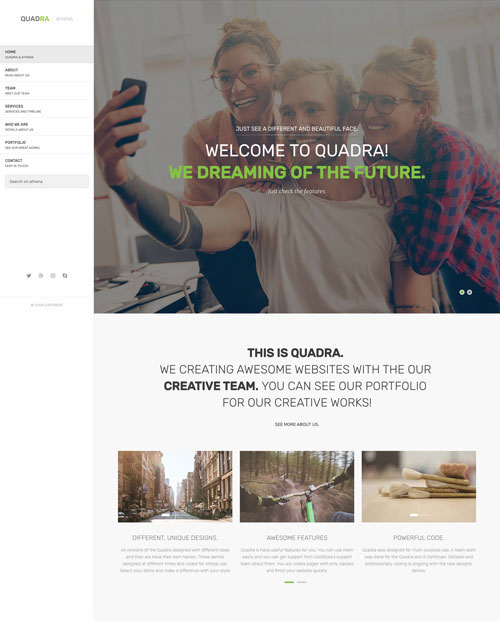 QUADRA ATHENA
HOME
QUADRA & ATHENA
ABOUT
READ ABOUT US
TEAM
MEET OUR TEAM
SERVICES
SERVICES AND TIMELINE
WHO WE ARE
DETAILS ABOUT US
PORTFOLIO
SEE OUR GREAT WORKS
CONTACT
KEEP IN TOUCH
Search on athena
© YOUR COPYRIGHT
JUST SEE A DIFFERENT AND BEAUTIFUL FACE.
WELCOME TO QUADRA!
WE DREAMING OF THE FUTURE.
Just check the features.
THIS IS QUADRA.
WE CREATING AWESOME WEBSITES WITH THE OUR
CREATIVE TEAM. YOU CAN SEE OUR PORTFOLIO
FOR OUR CREATIVE WORKS!
SEE MORE ABOUT US.
DIFFERENT, UNIQUE DESIGNS.
All versions of the Quadra designed with different ideas
and they are have their own names. These demos
designed at different times and coded for simple use.
Select your demo and make a difference with your style
AWESOME FEATURES
Quadra is have useful features for you. You can use them
easily and you can get support from GoldEyes's support
team about them. You will create pages with only classes
and finish your website quickly.
POWERFUL CODE.
Quadra was designed for multi-purpose use. A team work
was done for the Quadra and it continues. Detailed and
professionally coding is ongoing with the new designs,
demos.